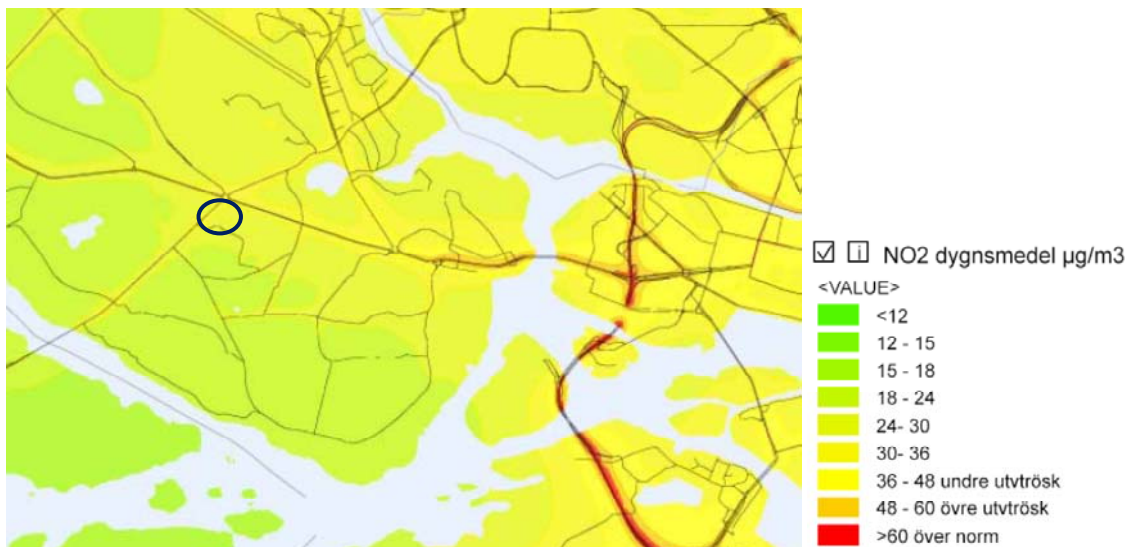 NO2 dygnsmedel µg/m3
<VALUE>
<12
12 - 15
15 - 18
18 - 24
24- 30
30- 36
36 - 48 undre utvtrösk
48 - 60 övre utvtrösk
>60 över norm